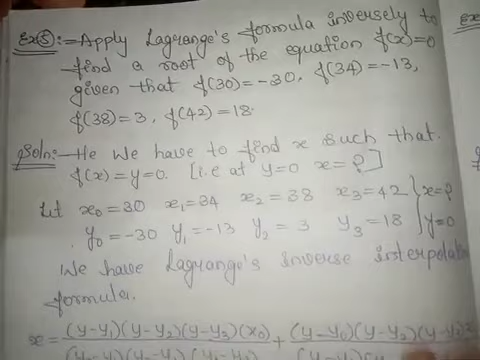 Ex⑤:- Apply Lagrange's formula inversely to
find a root of the equation f(x)=0
given that f(30)=-30, f(34)=-13,
f(38)=3, f(42)=18.
Soln:- He we have to find x such that.
f(x)=y=0. [i.e at y=0 x=?]
Let x₀=30 x₁=34 x₂=38 x₃=42 } x=?
y₀=-30 y₁=-13 y₂=3 y₃=18 } y=0
We have Lagrange's inverse interpolation
formula.
x = (y-y₁)(y-y₂)(y-y₃)(x₀) + (y-y₀)(y-y₂)(y-y₃)